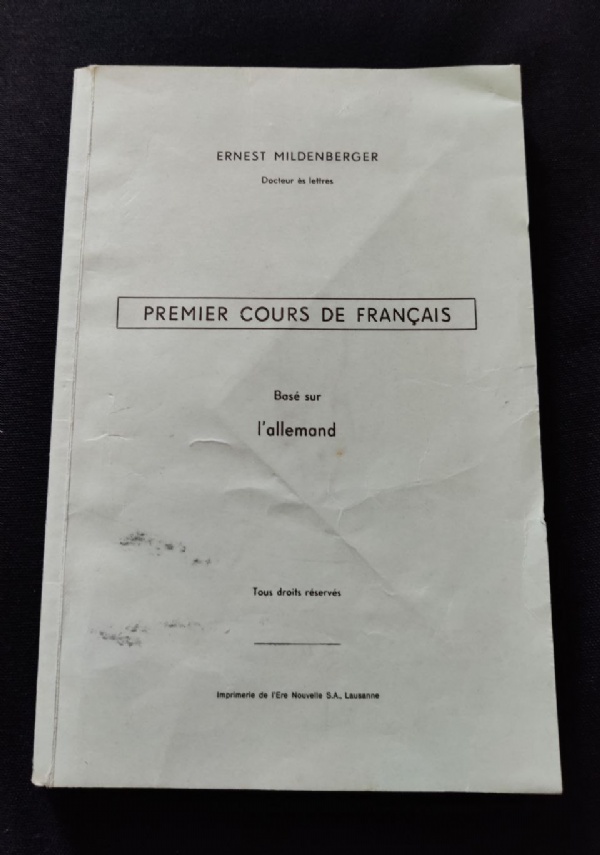 ERNEST MILDENBERGER
Docteur ès lettres
PREMIER COURS DE FRANÇAIS
Basé sur
l'allemand
Tous droits réservés
Imprimerie de l'Ere Nouvelle S.A., Lausanne